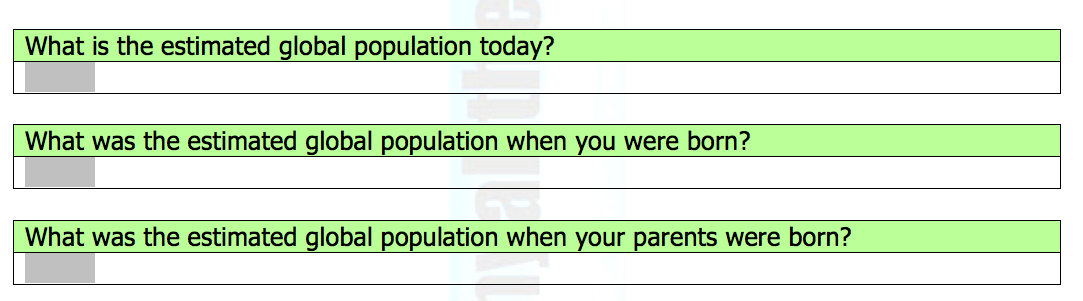 What is the estimated global population today?
What was the estimated global population when you were born?
What was the estimated global population when your parents were born?